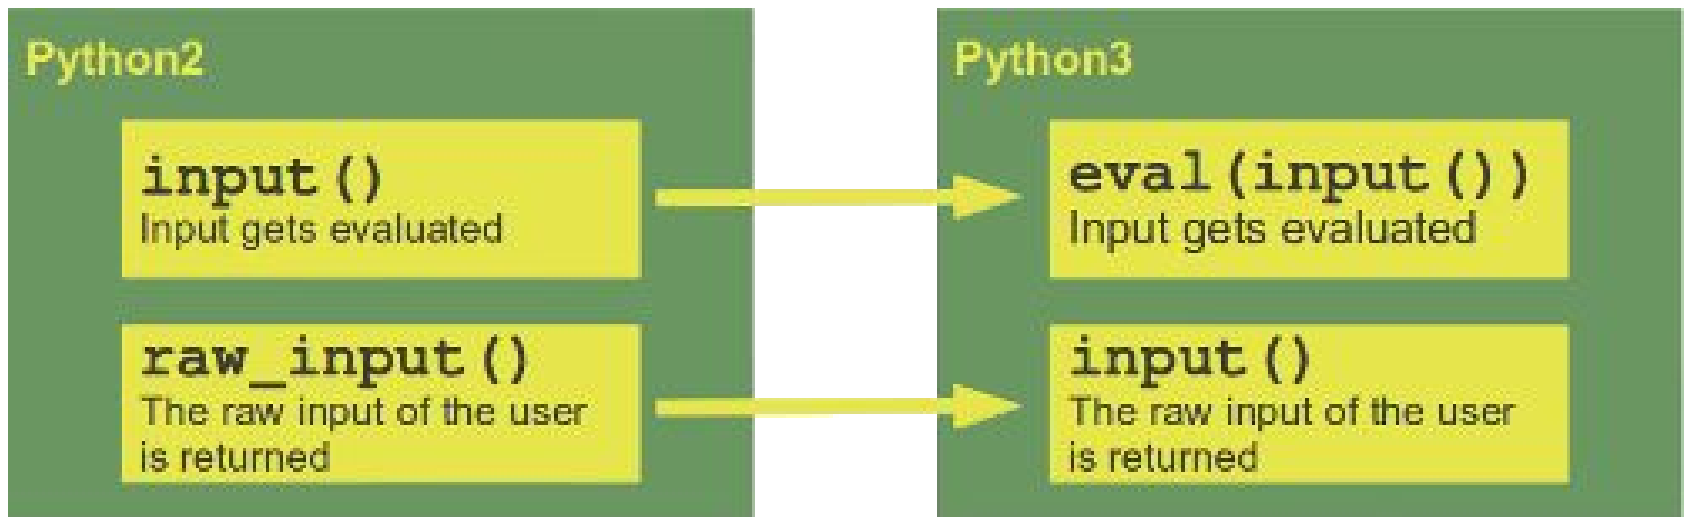 Python2
input()
Input gets evaluated
raw_input()
The raw input of the user
is returned
Python3
eval(input())
Input gets evaluated
input()
The raw input of the user
is returned